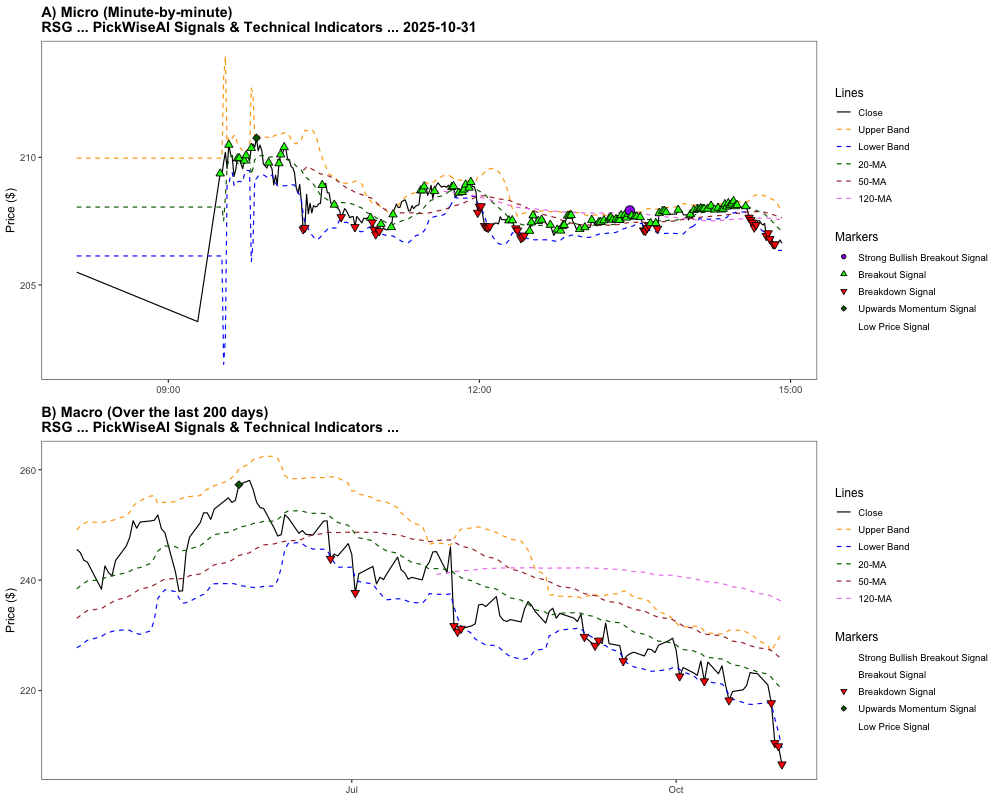 A) Micro (Minute-by-minute)
RSG ... PickWiseAI Signals & Technical Indicators ... 2025-10-31
Price ($)
210
205
09:00
12:00
15:00
Lines
Close
Upper Band
Lower Band
20-MA
50-MA
120-MA
Markers
Strong Bullish Breakout Signal
Breakout Signal
Breakdown Signal
Upwards Momentum Signal
Low Price Signal
B) Macro (Over the last 200 days)
RSG ... PickWiseAI Signals & Technical Indicators ...
Price ($)
260
240
220
Jul
Oct
Lines
Close
Upper Band
Lower Band
20-MA
50-MA
120-MA
Markers
Strong Bullish Breakout Signal
Breakout Signal
Breakdown Signal
Upwards Momentum Signal
Low Price Signal